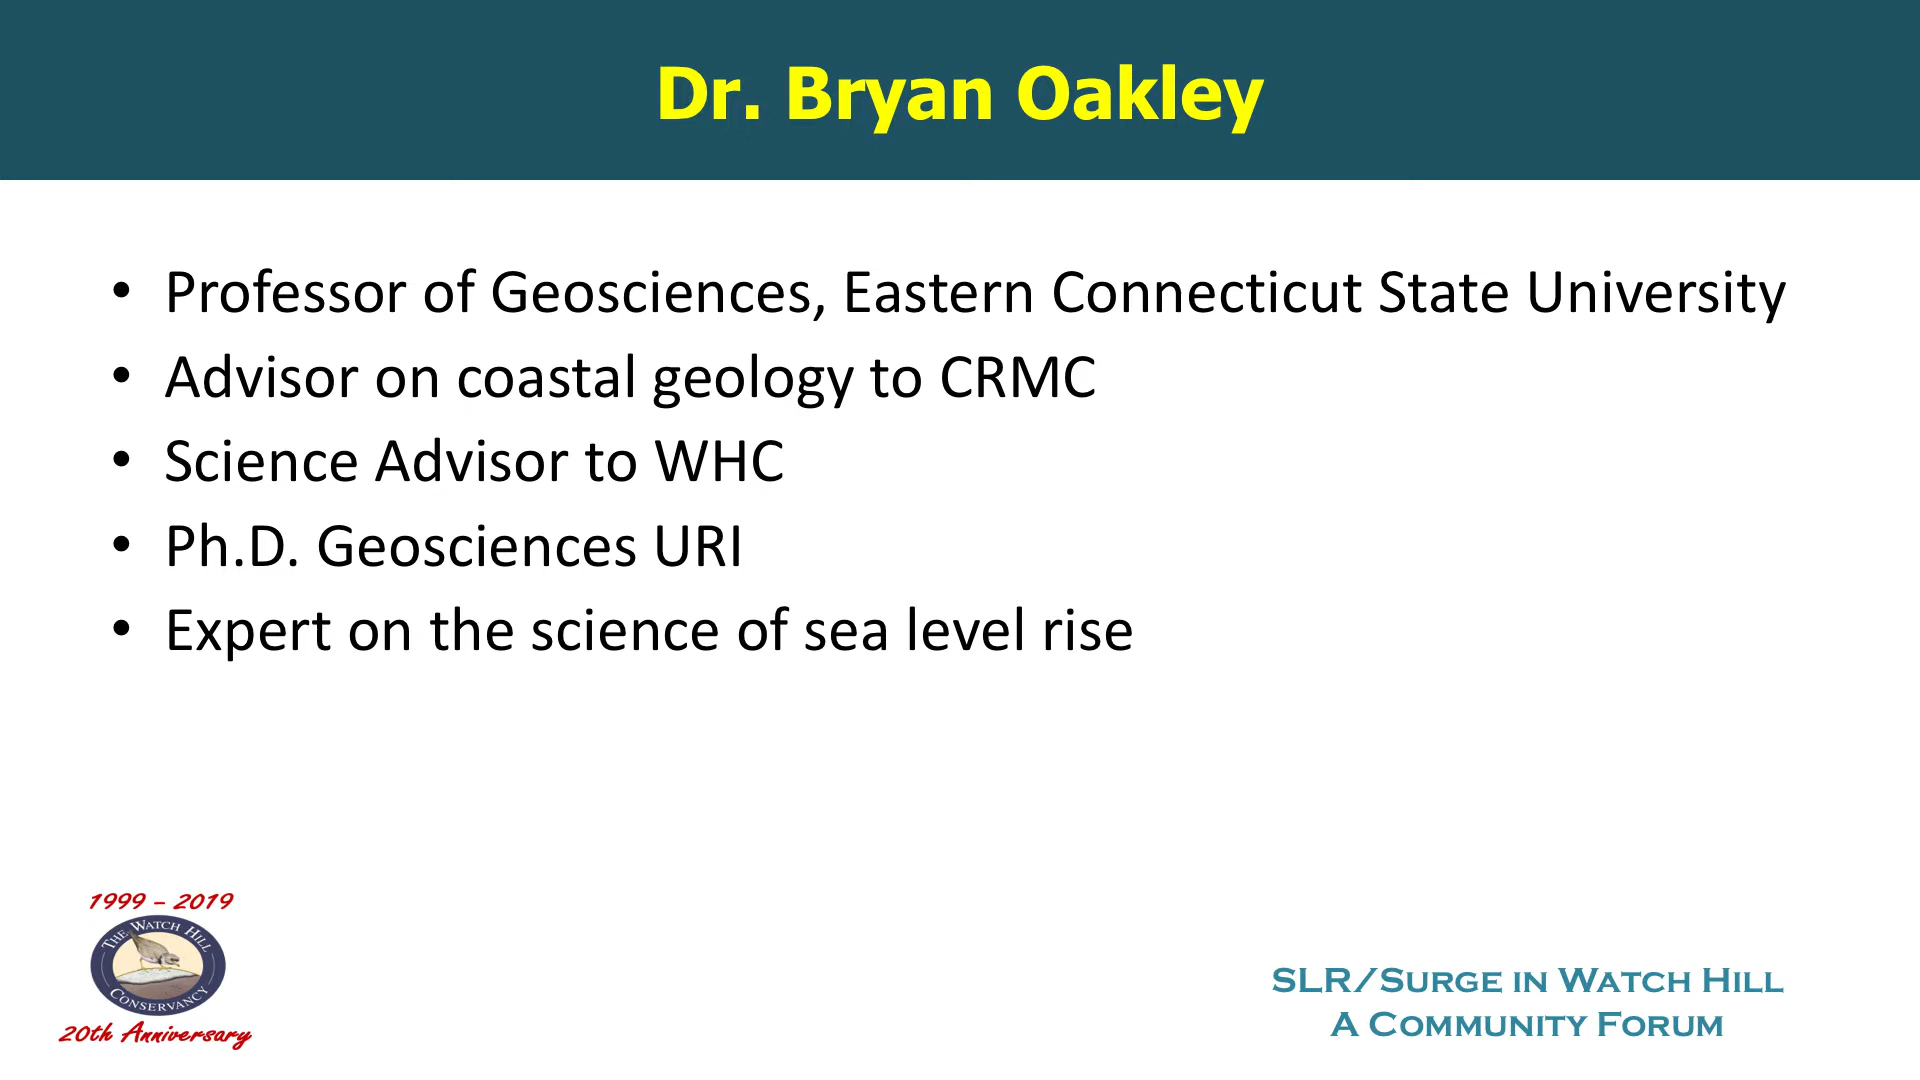 Dr. Bryan Oakley
• Professor of Geosciences, Eastern Connecticut State University
• Advisor on coastal geology to CRMC
• Science Advisor to WHC
• Ph.D. Geosciences URI
• Expert on the science of sea level rise
1999 – 2019
THE WATCH HILL
CONSERVANCY
20th Anniversary
SLR/SURGE IN WATCH HILL
A COMMUNITY FORUM